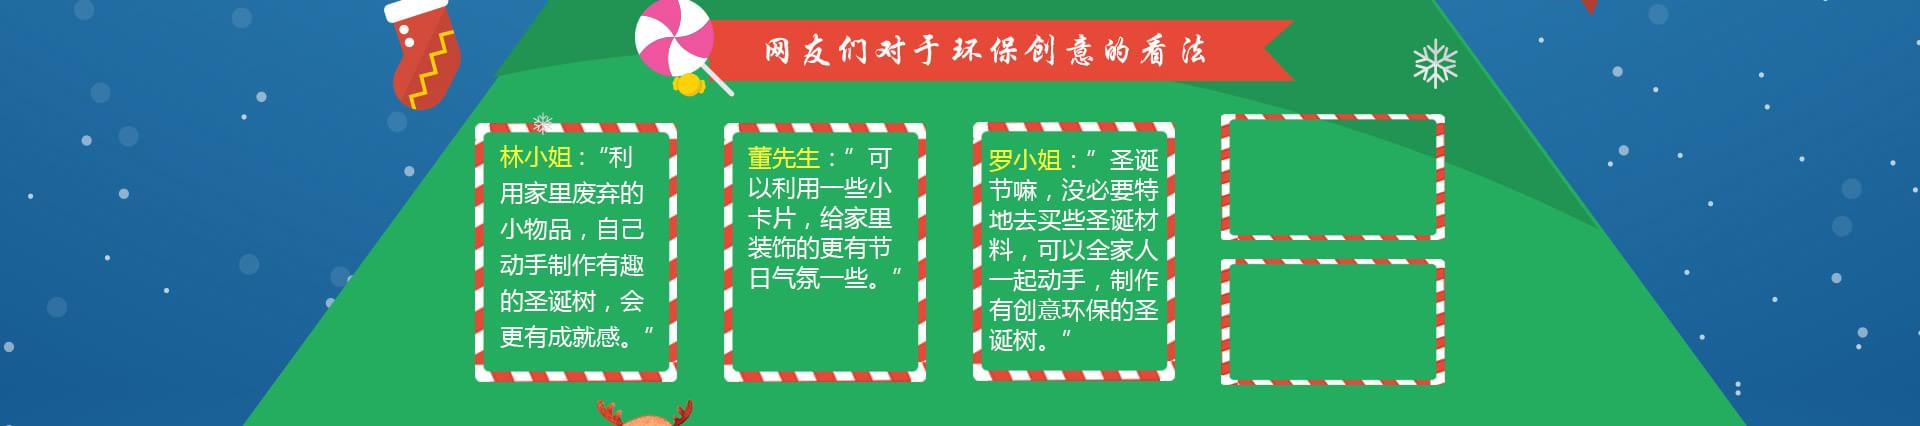 网友们对于环保创意的看法
林小姐：“利
用家里废弃的
小物品，自己
动手制作有趣
的圣诞树，会
更有成就感。”
董先生：”可
以利用一些小
卡片，给家里
装饰的更有节
日气氛一些。”
罗小姐：”圣诞
节嘛，没必要特
地去买些圣诞材
料，可以全家人
一起动手，制作
有创意环保的圣
诞树。”